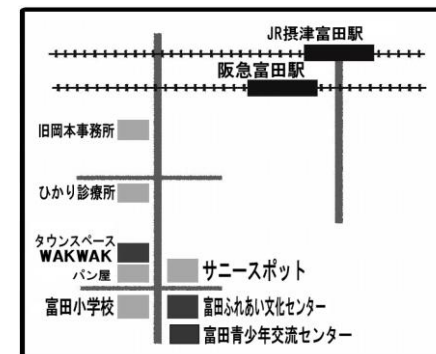 JR摂津富田駅
阪急富田駅
旧岡本事務所
ひかり診療所
タウンスペース
WAKWAK
パン屋
サニースポット
富田小学校
富田ふれあい文化センター
富田青少年交流センター